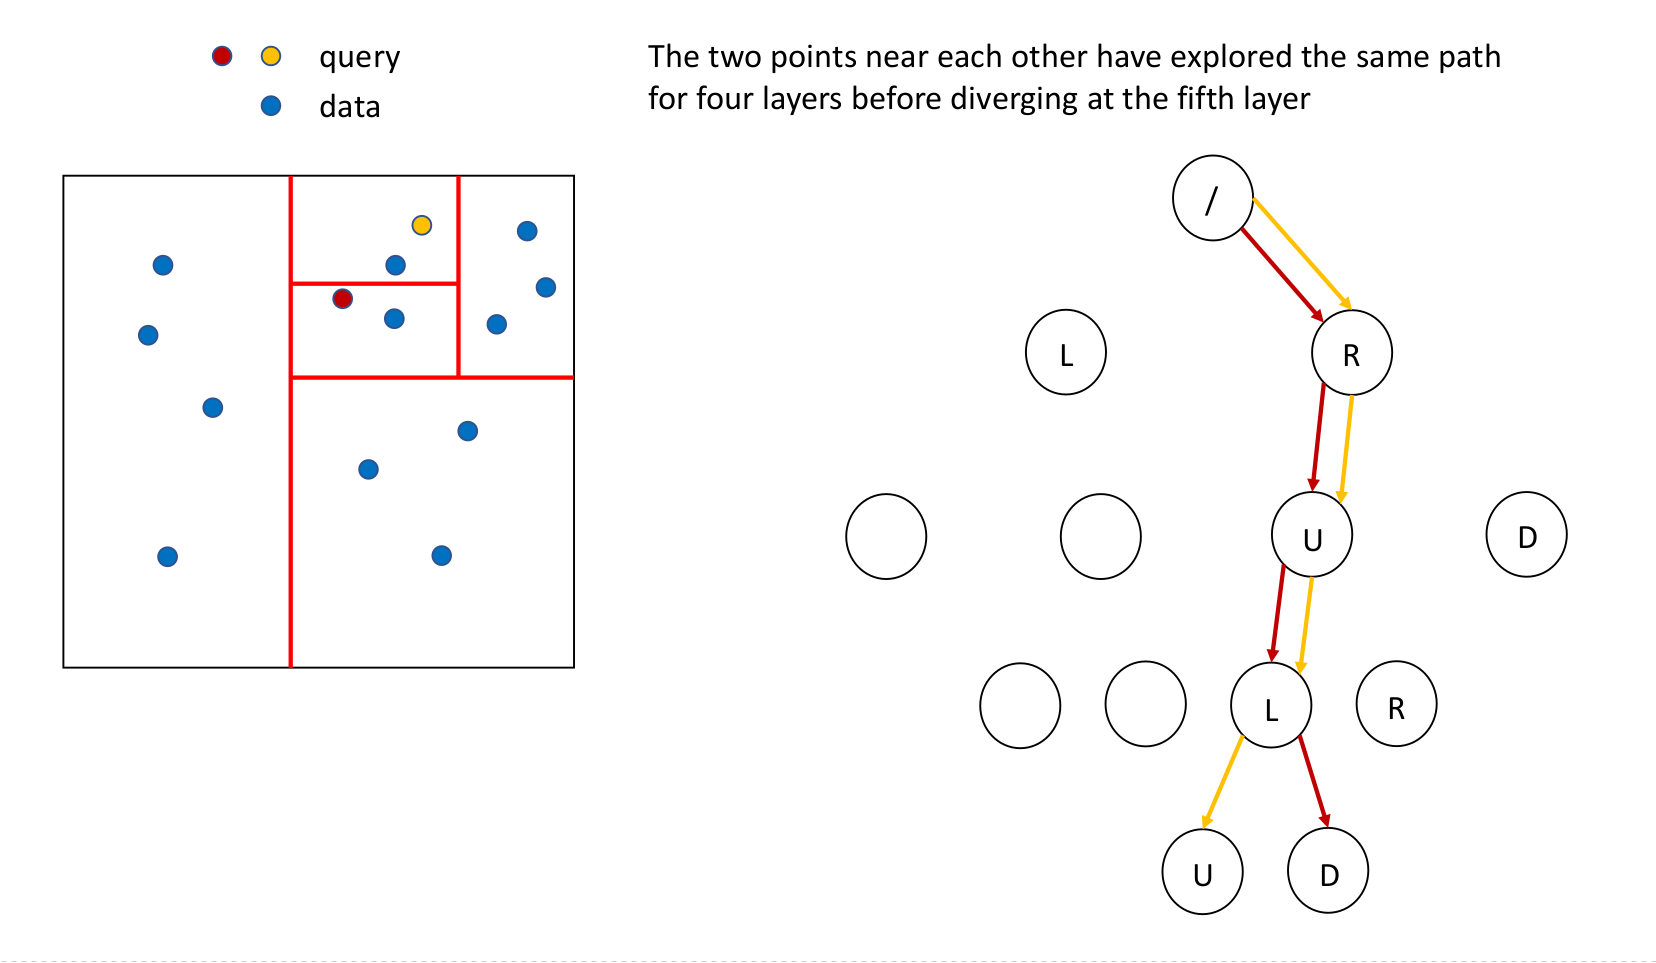 query
data
The two points near each other have explored the same path
for four layers before diverging at the fifth layer
/
L
R
U
D
L
R
U
D